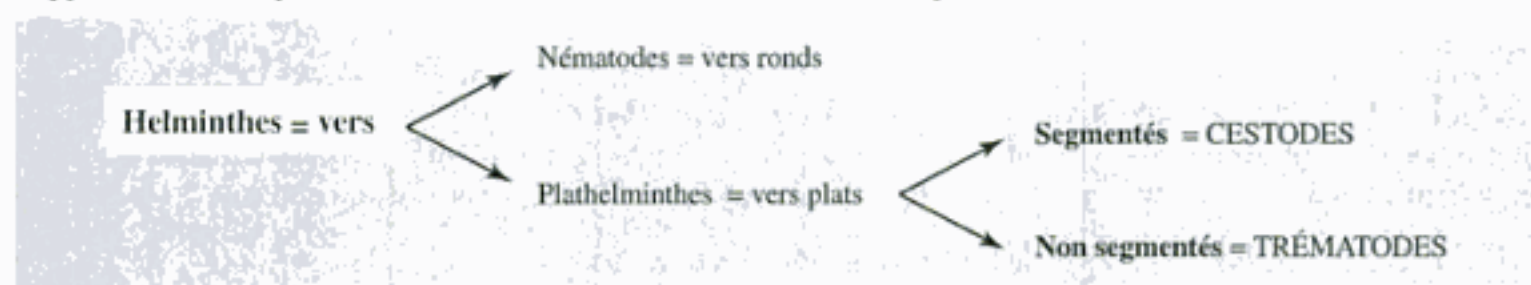 Nématodes = vers ronds
Helminthes = vers
Segmentés = CESTODES
Plathelminthes = vers plats
Non segmentés = TRÉMATODES